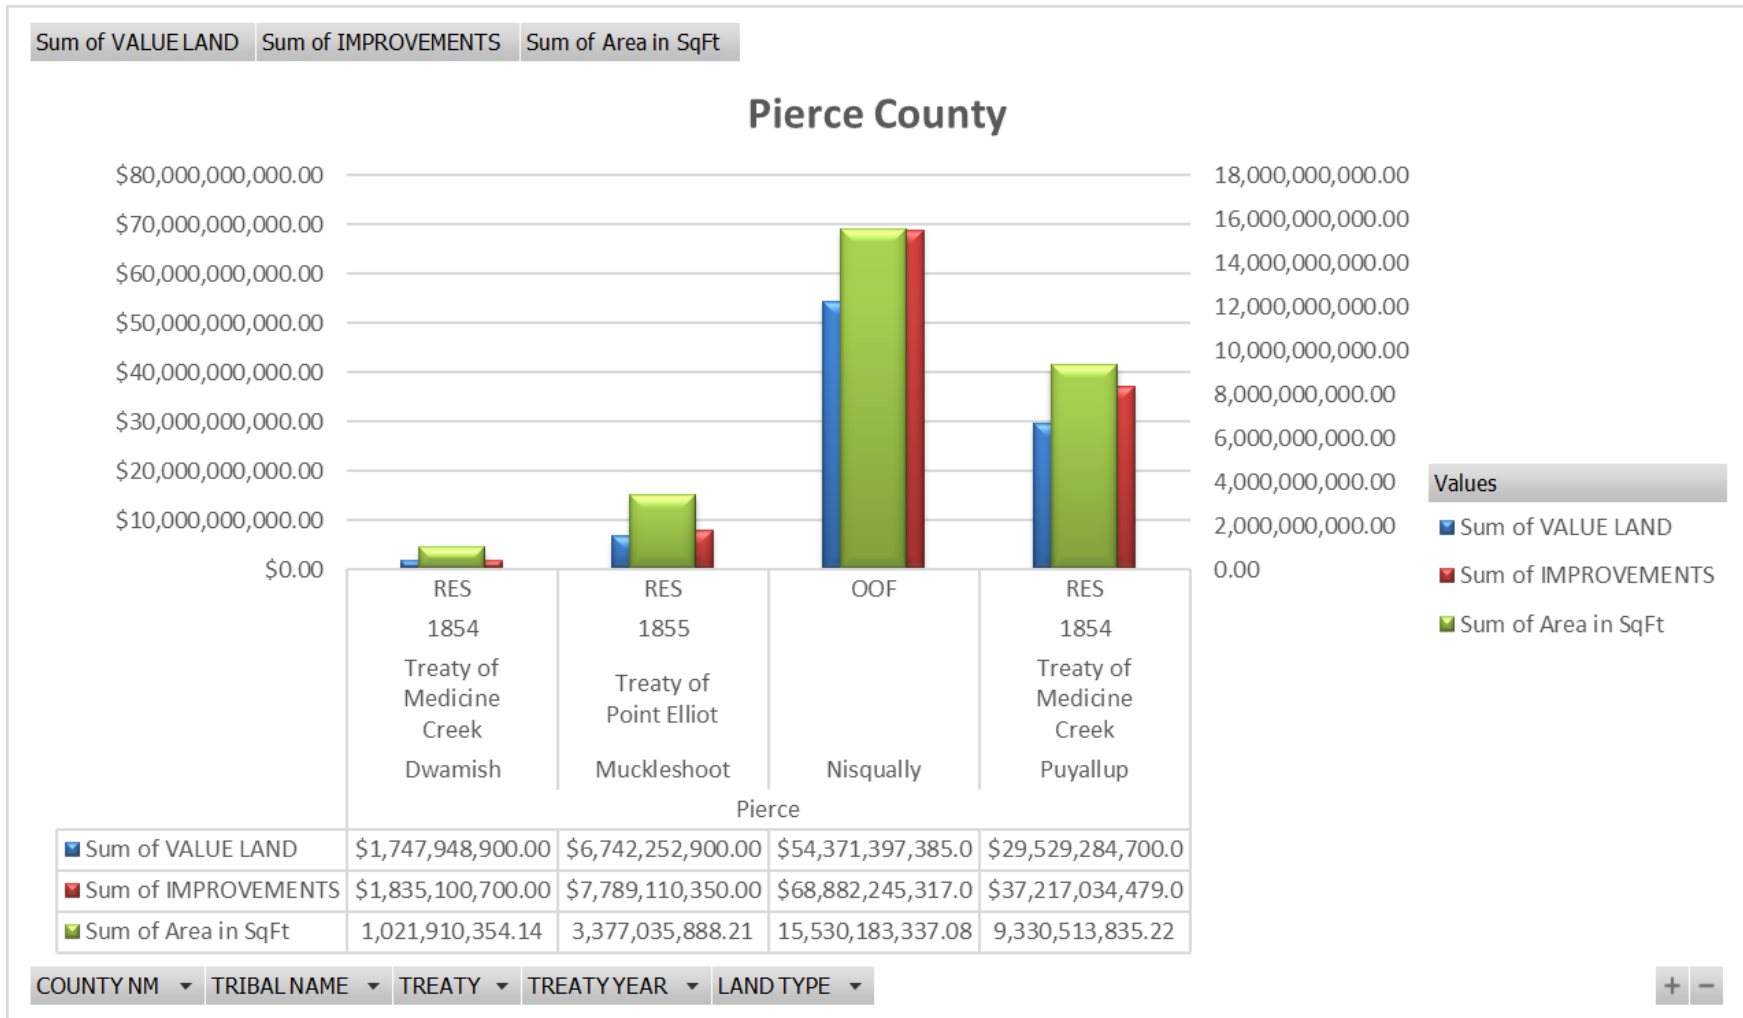 Sum of VALUE LAND Sum of IMPROVEMENTS Sum of Area in SqFt
Pierce County
$80,000,000,000.00
$70,000,000,000.00
$60,000,000,000.00
$50,000,000,000.00
$40,000,000,000.00
$30,000,000,000.00
$20,000,000,000.00
$10,000,000,000.00
$0.00
18,000,000,000.00
16,000,000,000.00
14,000,000,000.00
12,000,000,000.00
10,000,000,000.00
8,000,000,000.00
6,000,000,000.00
4,000,000,000.00
2,000,000,000.00
0.00
Values
Sum of VALUE LAND
Sum of IMPROVEMENTS
Sum of Area in SqFt
RES RES OOF RES
1854 1855 1854
Treaty of
Medicine
Creek
Treaty of
Point Elliot
Treaty of
Medicine
Creek
Dwamish Muckleshoot Nisqually Puyallup
Pierce
Sum of VALUE LAND $1,747,948,900.00 $6,742,252,900.00 $54,371,397,385.0 $29,529,284,700.0
Sum of IMPROVEMENTS $1,835,100,700.00 $7,789,110,350.00 $68,882,245,317.0 $37,217,034,479.0
Sum of Area in SqFt 1,021,910,354.14 3,377,035,888.21 15,530,183,337.08 9,330,513,835.22
COUNTY NM TRIBAL NAME TREATY TREATY YEAR LAND TYPE
+ −